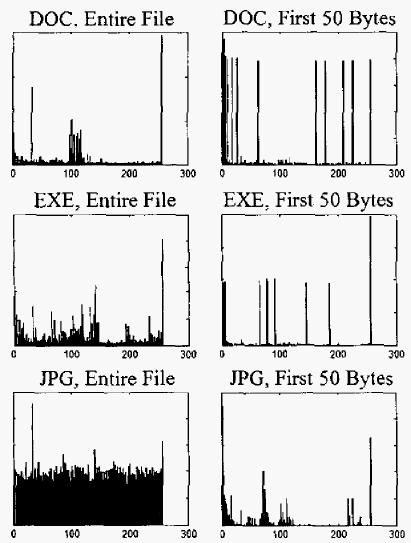 DOC. Entire File DOC, First 50 Bytes
0 100 200 300 0 100 200 300
EXE, Entire File EXE, First 50 Bytes
0 100 200 300 0 100 200 300
JPG, Entire File JPG, First 50 Bytes
0 100 200 300 0 100 200 300